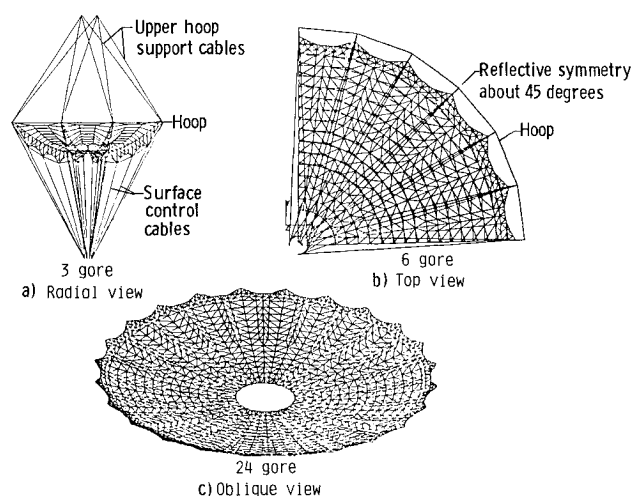 Upper hoop
support cables
Hoop
Surface
control
cables
3 gore
a) Radial view
Reflective symmetry
about 45 degrees
Hoop
6 gore
b) Top view
24 gore
c) Oblique view